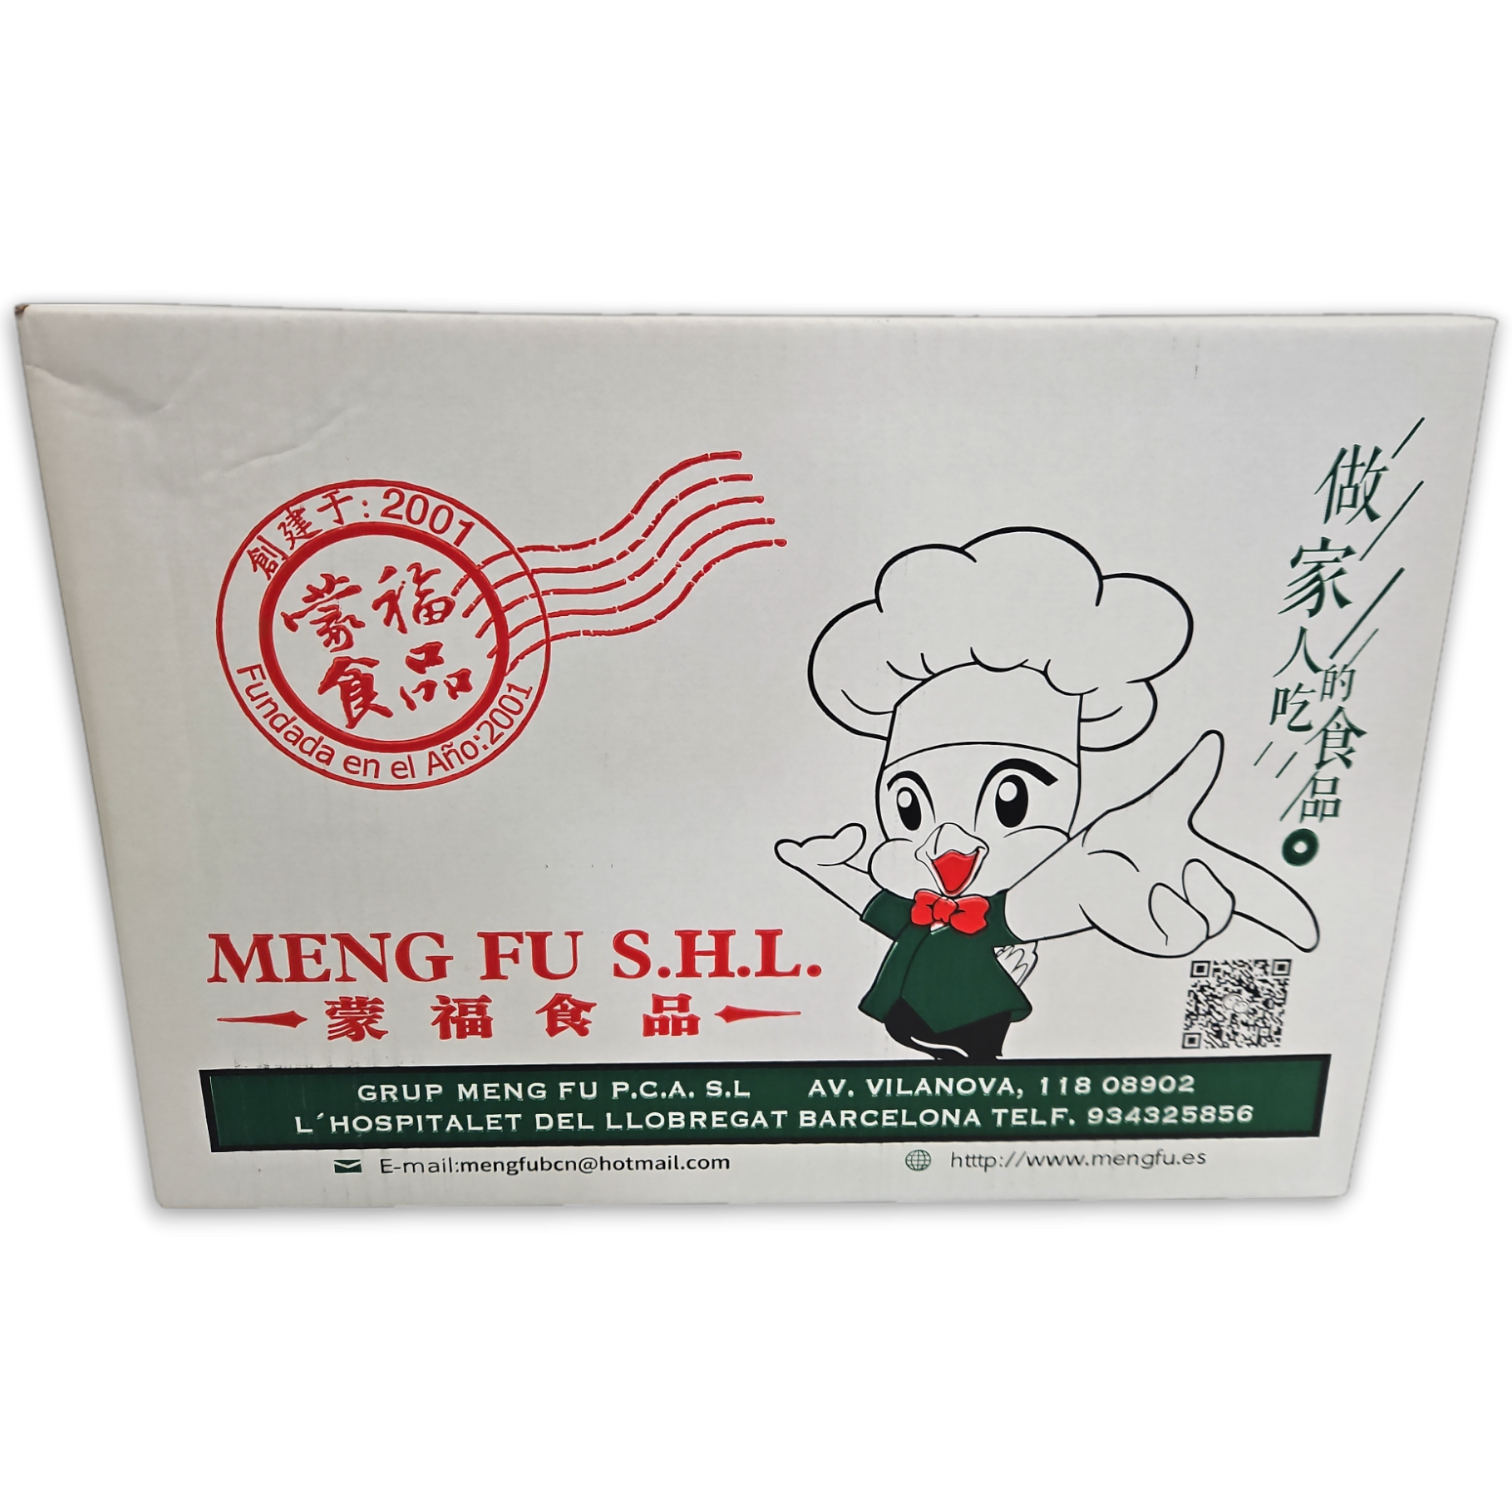 創建于:2001
蒙福
食品
Fundada en el Año:2001
做家人吃
的食品
MENG FU S.H.L.
蒙福食品
GRUP MENG FU P.C.A. S.L AV. VILANOVA, 118 08902
L´HOSPITALET DEL LLOBREGAT BARCELONA TELF. 934325856
E-mail:mengfubcn@hotmail.com htttp://www.mengfu.es